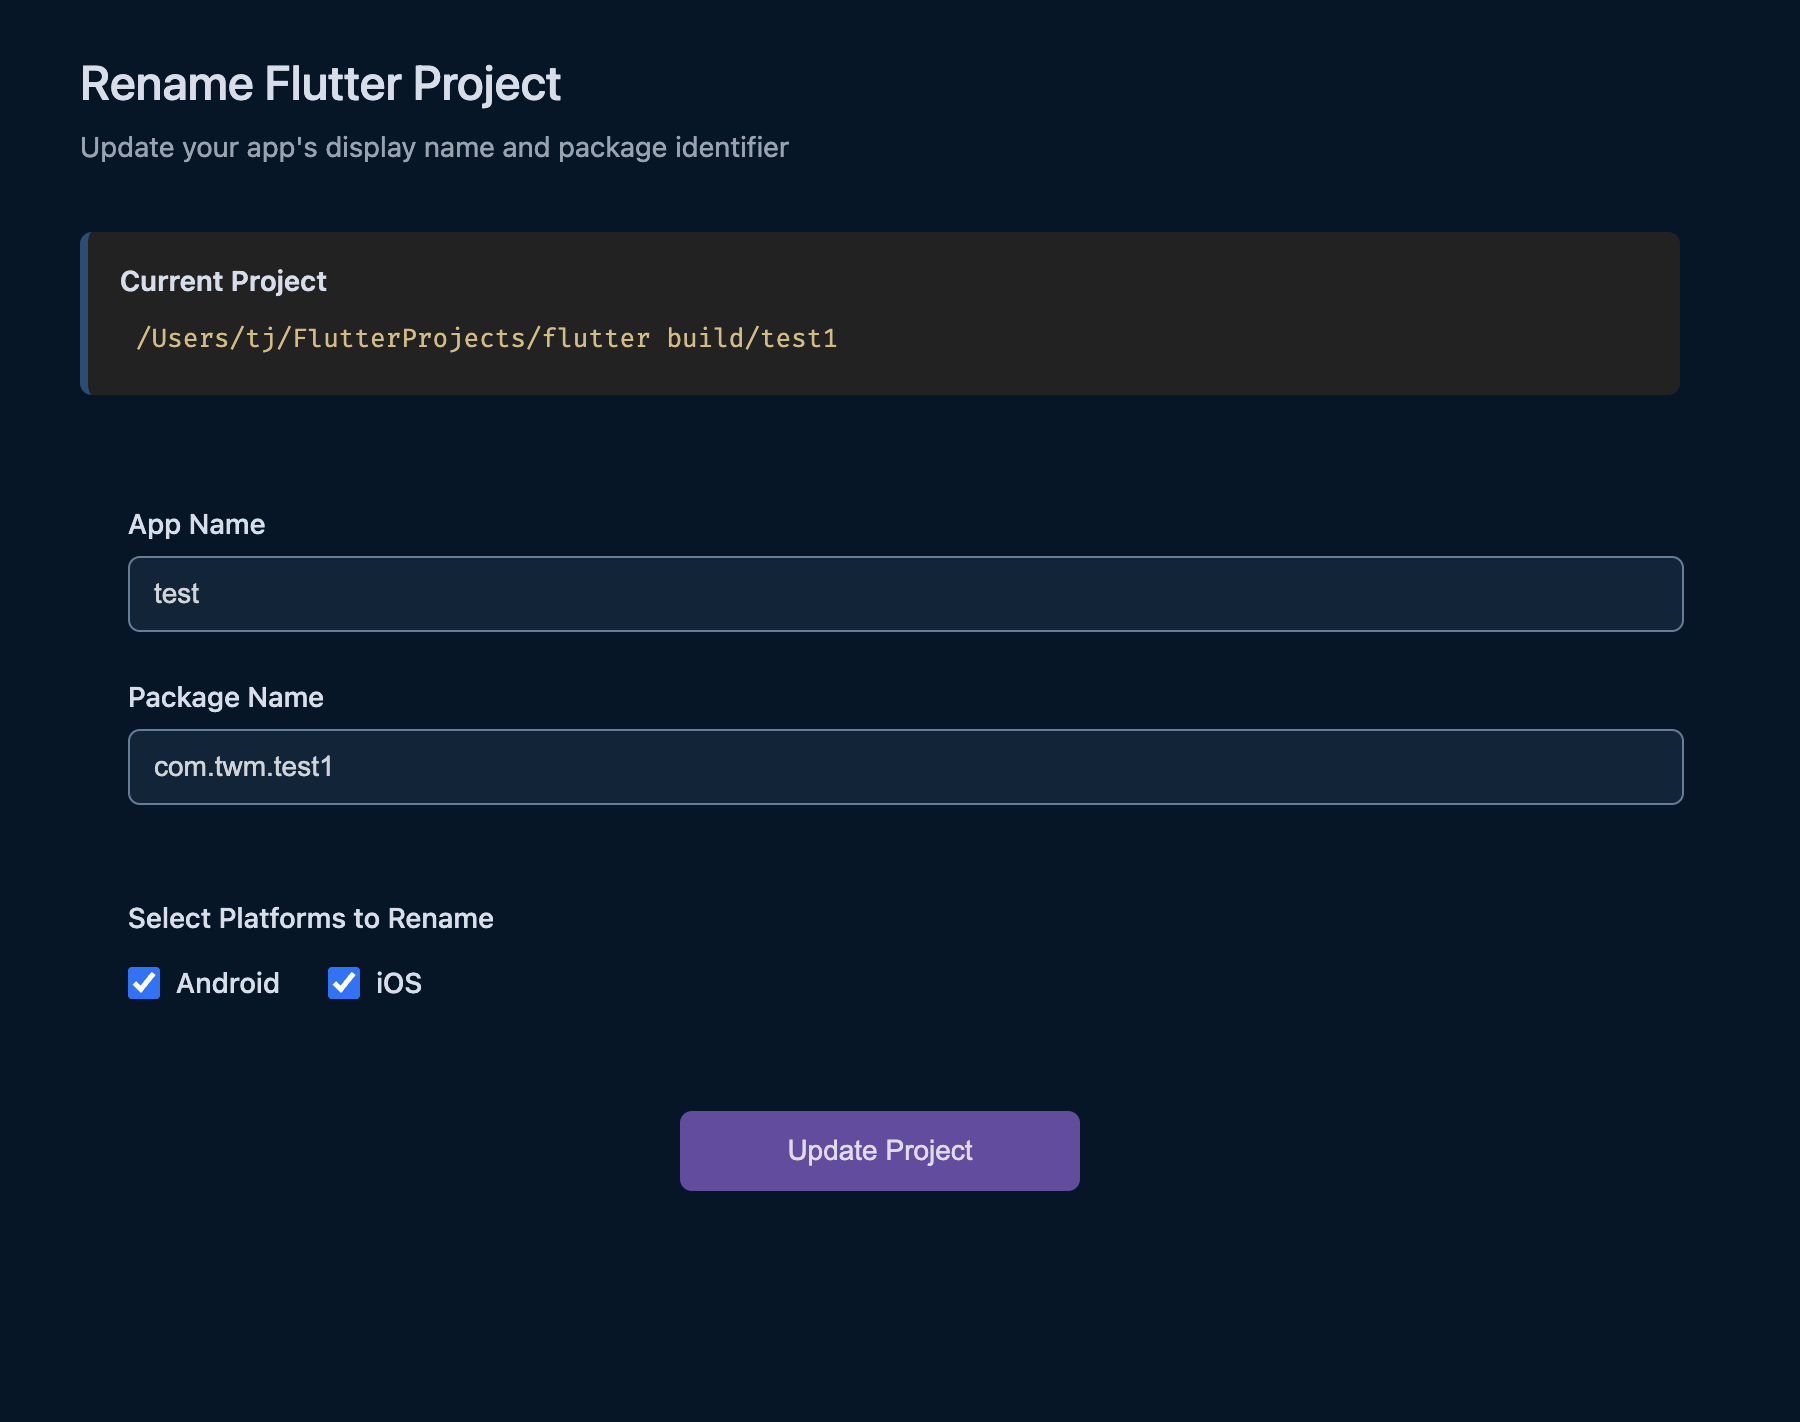 Rename Flutter Project
Update your app's display name and package identifier
Current Project
/Users/tj/FlutterProjects/flutter build/test1
App Name
test
Package Name
com.twm.test1
Select Platforms to Rename
Android iOS
Update Project